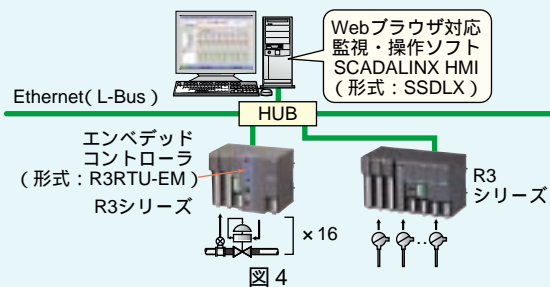 Webブラウザ対応
監視・操作ソフト
SCADALINX HMI
(形式:SSDLX)
Ethernet(L-Bus)
HUB
エンベデッド
コントローラ
(形式:R3RTU-EM)
R3シリーズ
R3
シリーズ
×16
図4